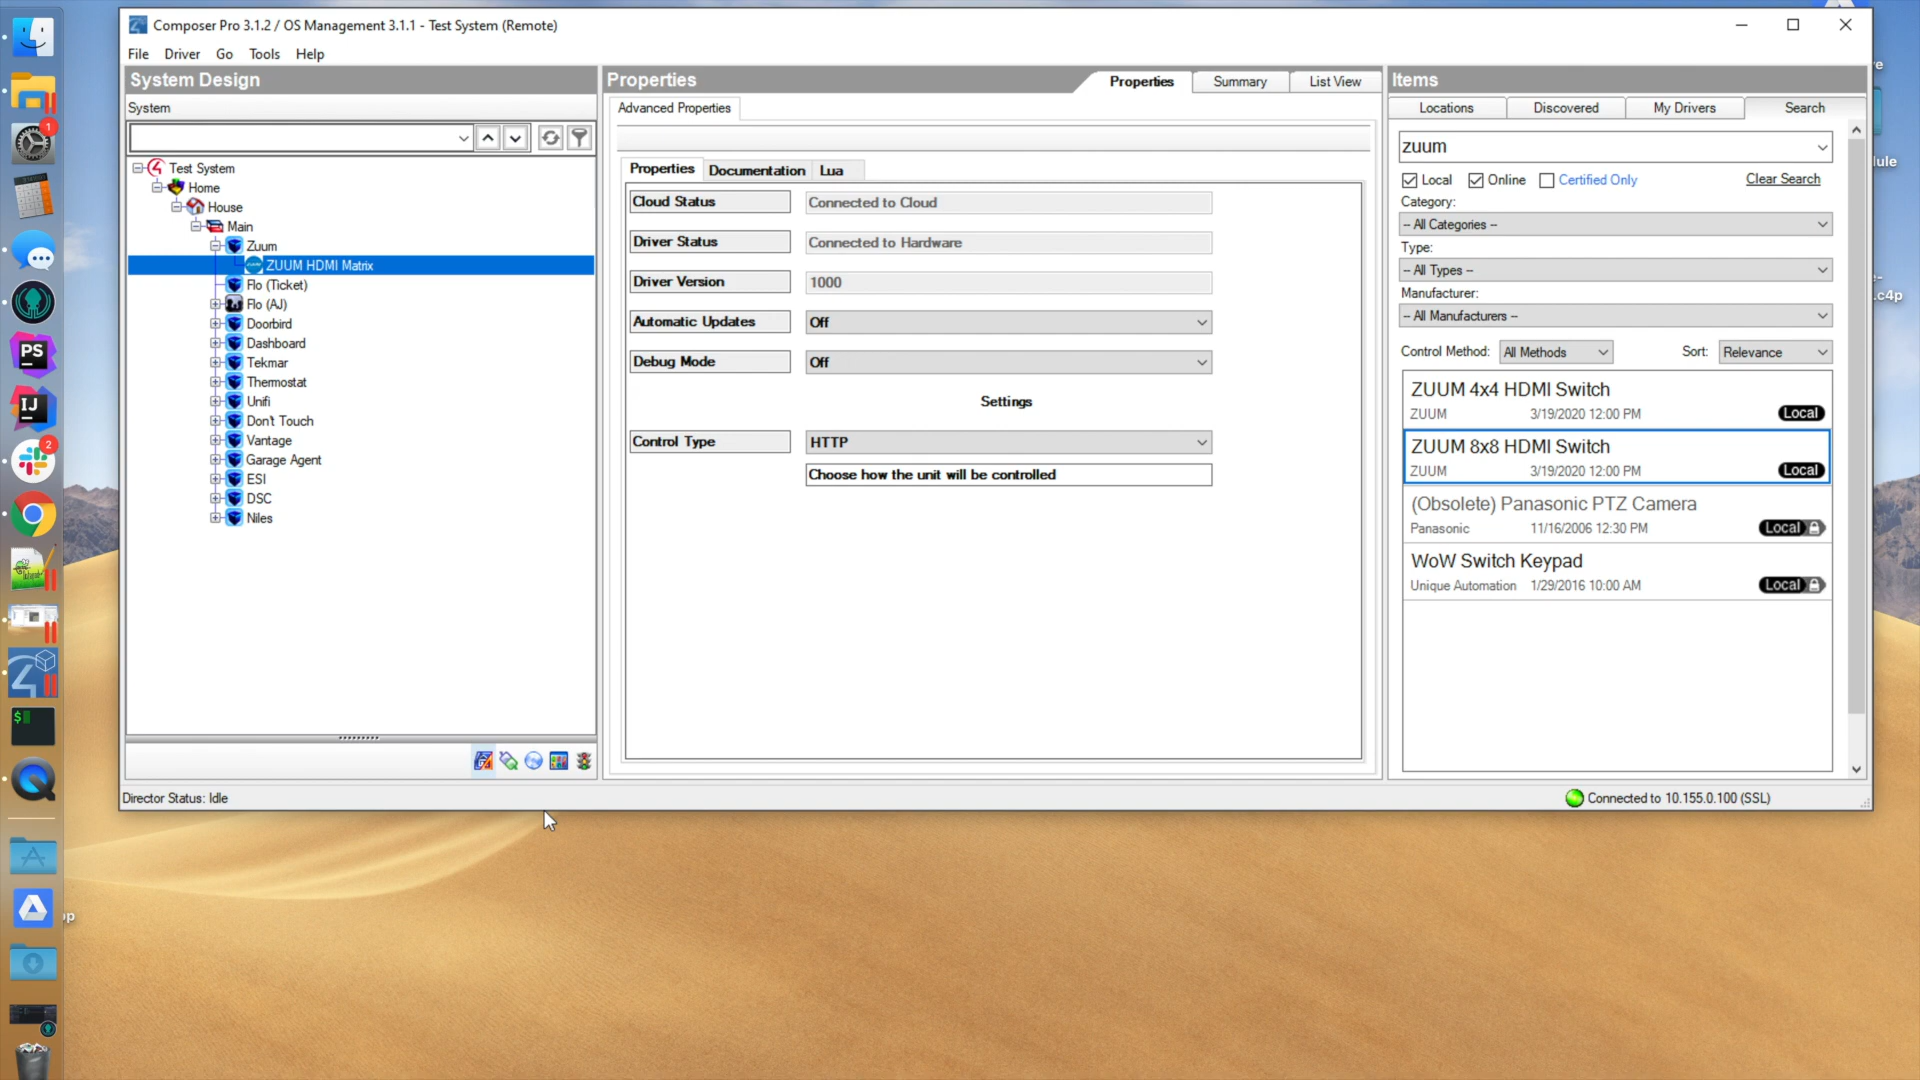 Composer Pro 3.1.2 / OS Management 3.1.1 - Test System (Remote)
File Driver Go Tools Help
System Design
System
Test System
Home
House
Main
Zuum
ZUUM HDMI Matrix
Flo (Ticket)
Flo (AJ)
Doorbird
Dashboard
Tekmar
Thermostat
Unifi
Don't Touch
Vantage
Garage Agent
ESI
DSC
Niles
Director Status: Idle
Properties
Properties Summary List View
Advanced Properties
Properties Documentation Lua
Cloud Status Connected to Cloud
Driver Status Connected to Hardware
Driver Version 1000
Automatic Updates Off
Debug Mode Off
Settings
Control Type HTTP
Choose how the unit will be controlled
Items
Locations Discovered My Drivers Search
zuum
Local Online Certified Only Clear Search
Category:
-- All Categories --
Type:
-- All Types --
Manufacturer:
-- All Manufacturers --
Control Method: All Methods Sort: Relevance
ZUUM 4x4 HDMI Switch
ZUUM 3/19/2020 12:00 PM Local
ZUUM 8x8 HDMI Switch
ZUUM 3/19/2020 12:00 PM Local
(Obsolete) Panasonic PTZ Camera
Panasonic 11/16/2006 12:30 PM Local
WoW Switch Keypad
Unique Automation 1/29/2016 10:00 AM Local
Connected to 10.155.0.100 (SSL)
1
PS
IJ
2
$
op
e
ule
e-
.c4p